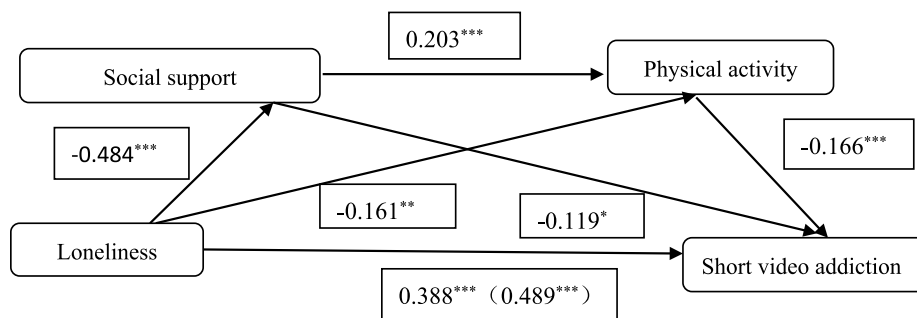 0.203***
Social support
Physical activity
-0.484***
-0.166***
-0.161**
-0.119*
Loneliness
Short video addiction
0.388***（0.489***）